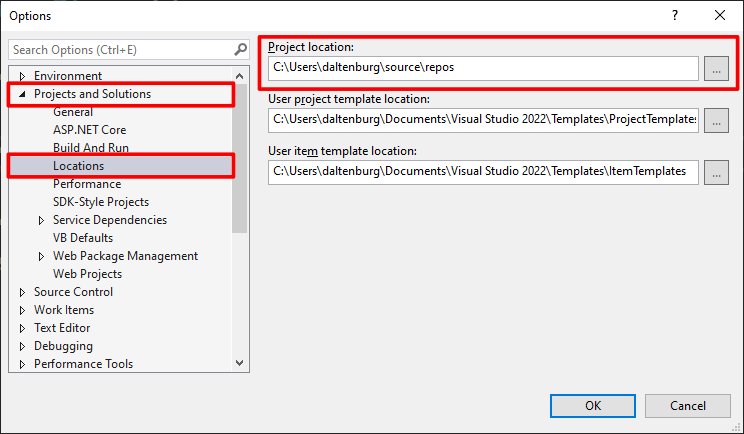 Options
? ×
Search Options (Ctrl+E)
Environment
Projects and Solutions
General
ASP.NET Core
Build And Run
Locations
Performance
SDK-Style Projects
Service Dependencies
VB Defaults
Web Package Management
Web Projects
Source Control
Work Items
Text Editor
Debugging
Performance Tools
Project location:
C:\Users\daltenburg\source\repos
...
User project template location:
C:\Users\daltenburg\Documents\Visual Studio 2022\Templates\ProjectTemplates
...
User item template location:
C:\Users\daltenburg\Documents\Visual Studio 2022\Templates\ItemTemplates
...
OK
Cancel